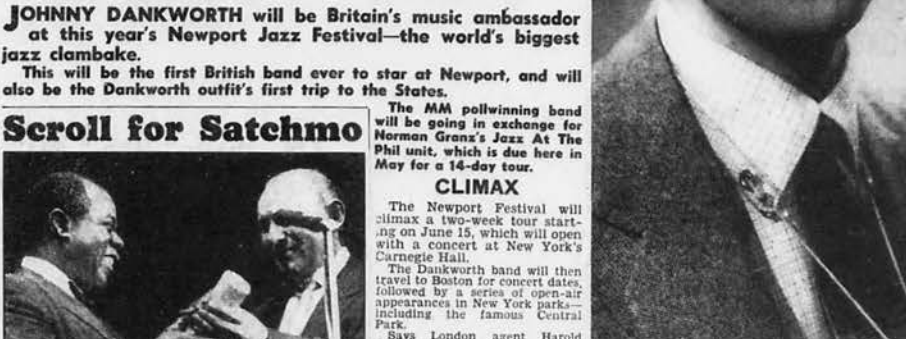 JOHNNY DANKWORTH will be Britain's music ambassador
at this year's Newport Jazz Festival—the world's biggest
jazz clambake.
This will be the first British band ever to star at Newport, and will
also be the Dankworth outfit's first trip to the States.
Scroll for Satchmo
The MM pollwinning band
will be going in exchange for
Norman Granz's Jazz At The
Phil unit, which is due here in
May for a 14-day tour.
CLIMAX
The Newport Festival will
climax a two-week tour start-
ing on June 15, which will open
with a concert at New York's
Carnegie Hall.
The Dankworth band will then
travel to Boston for concert dates,
followed by a series of open-air
appearances in New York parks—
including the famous Central
Park.
Says London agent Harold